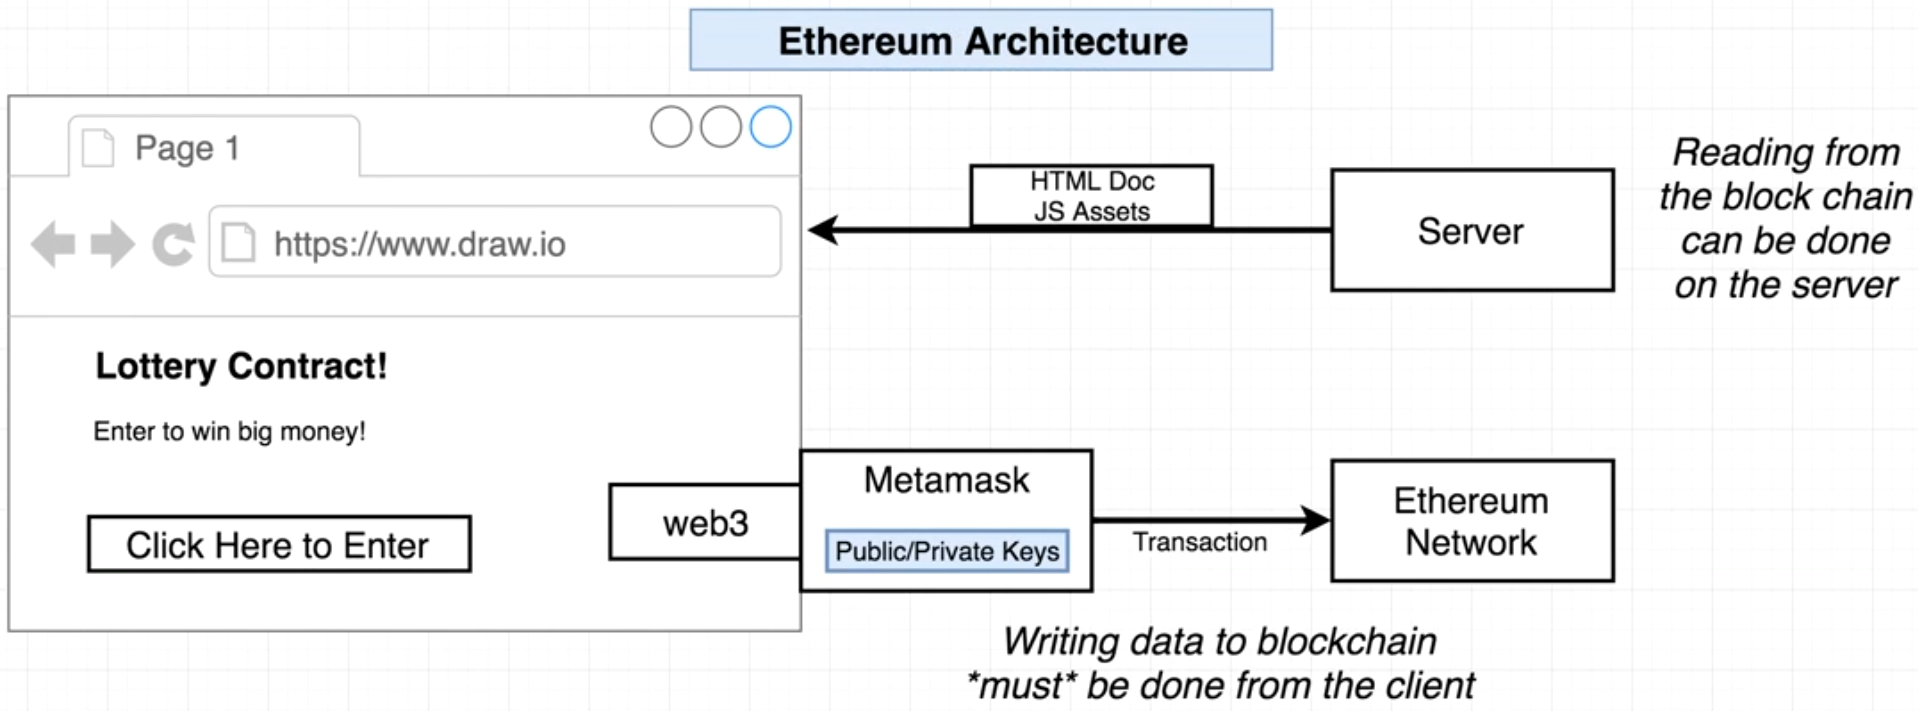 Ethereum Architecture
Page 1
https://www.draw.io
Lottery Contract!
Enter to win big money!
Click Here to Enter
web3
HTML Doc
JS Assets
Server
Reading from
the block chain
can be done
on the server
Metamask
Public/Private Keys
Transaction
Ethereum
Network
Writing data to blockchain
*must* be done from the client